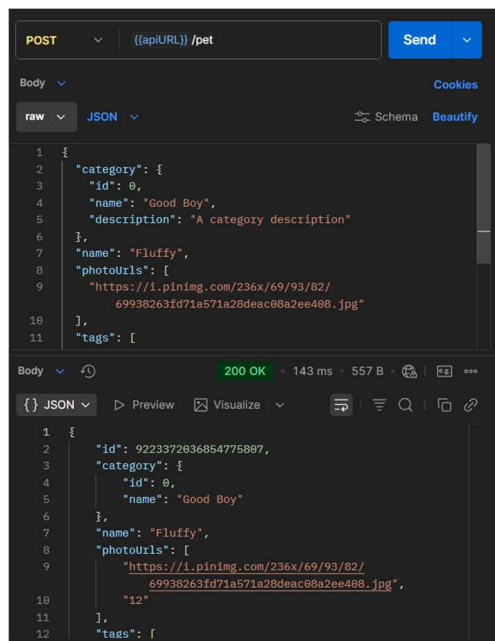 POST {{apiURL}} /pet Send
Body Cookies
raw JSON Schema Beautify
1 {
2 "category": {
3 "id": 0,
4 "name": "Good Boy",
5 "description": "A category description"
6 },
7 "name": "Fluffy",
8 "photoUrls": [
9 "https://i.pinimg.com/236x/69/93/82/
69938263fd71a571a28deac08a2ee408.jpg"
10 ],
11 "tags": [
Body 200 OK • 143 ms • 557 B • e.g.
{} JSON Preview Visualize
1 {
2 "id": 9223372036854775807,
3 "category": {
4 "id": 0,
5 "name": "Good Boy"
6 },
7 "name": "Fluffy",
8 "photoUrls": [
9 "https://i.pinimg.com/236x/69/93/82/
69938263fd71a571a28deac08a2ee408.jpg",
10 "12"
11 ],
12 "tags": [